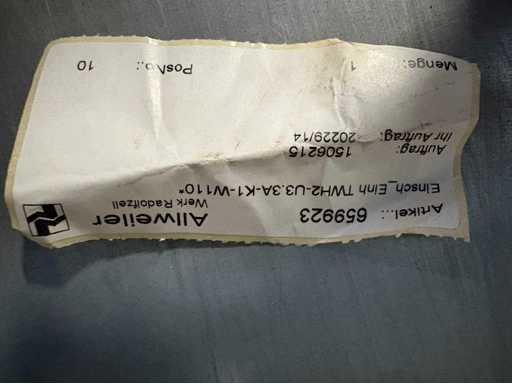 Allweiler
Werk Radolfzell
Artikel..: 659923
Einsch_Einh TWH2-U3.3A-K1-W110*
Auftrag: 1506215
Ihr Auftrag: 20229/14
Menge: 1 PosNo.: 10